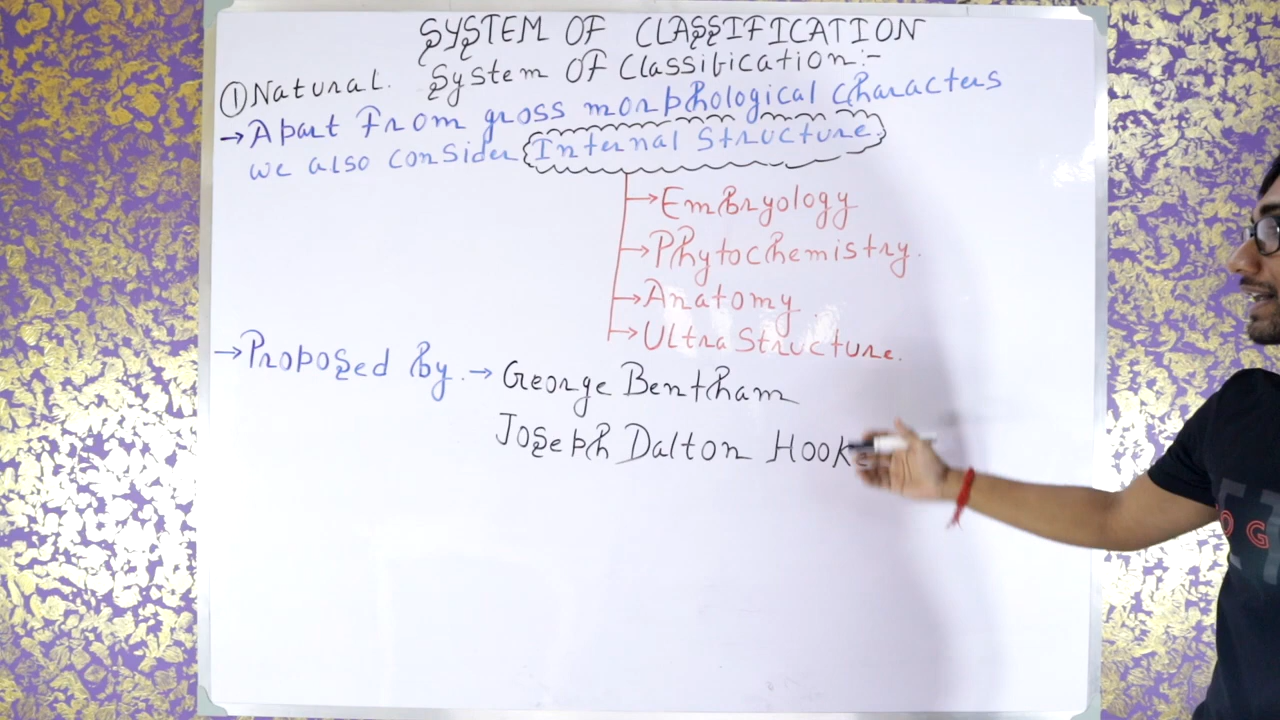 SYSTEM OF CLASSIFICATION
① Natural. System Of Classification:-
→ Apart From gross morphological characters
we also consider Internal Structure.
→ Embryology
→ Phytochemistry.
→ Anatomy
→ Ultra Structure.
→ Proposed by. → George Bentham
Joseph Dalton Hooke